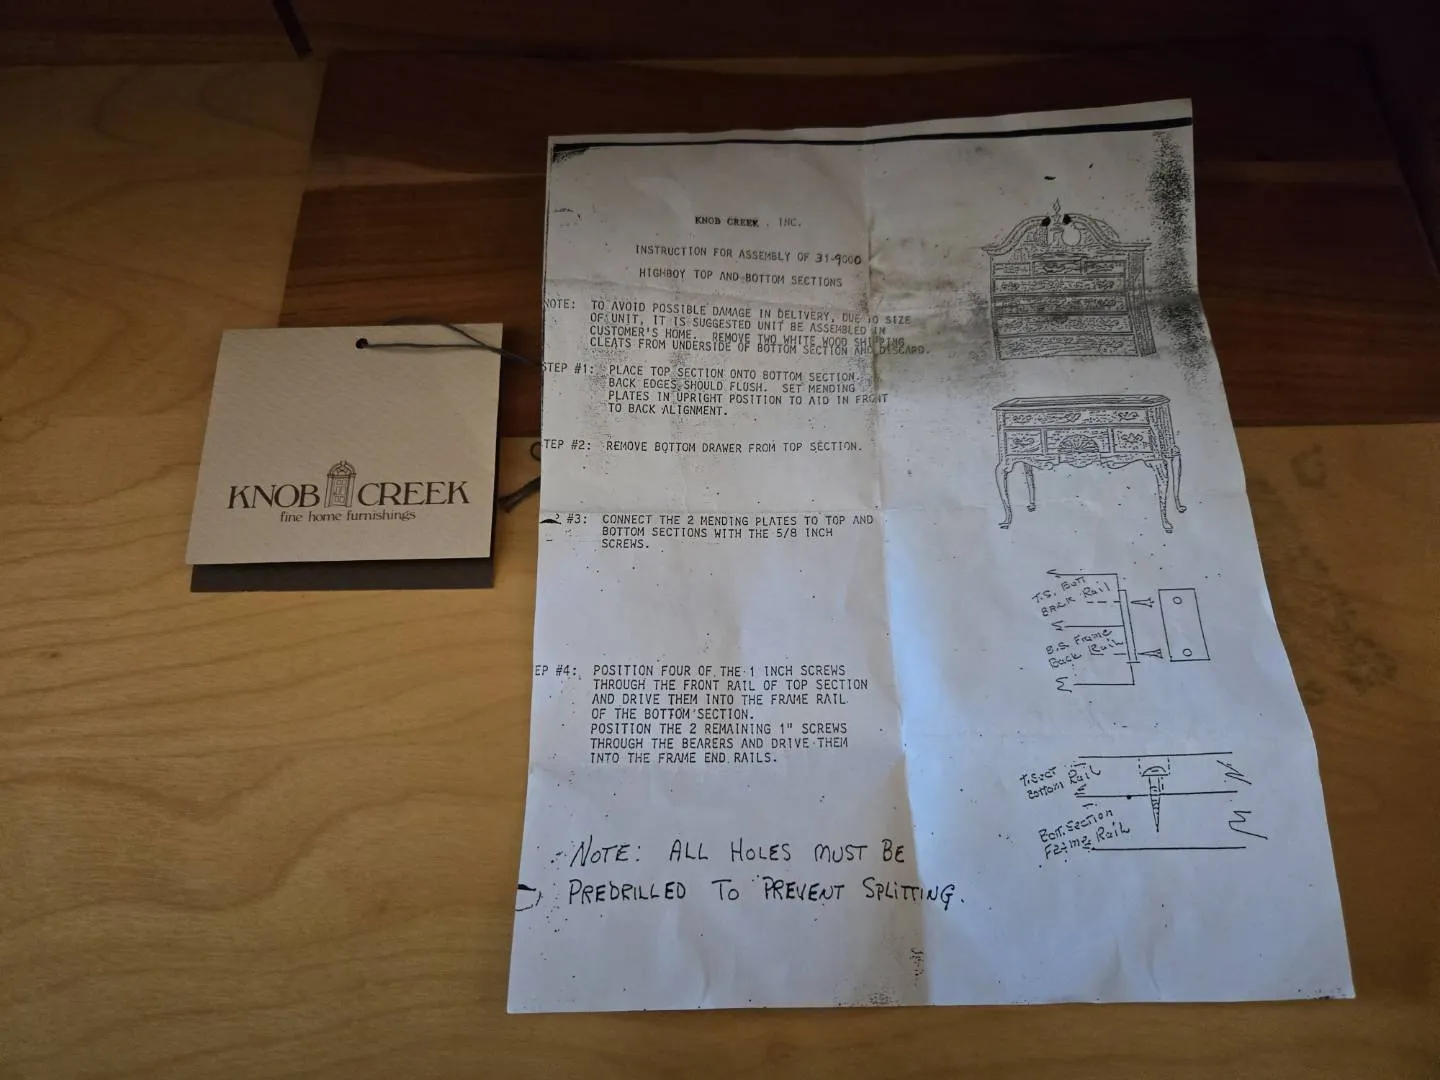 KNOB CREEK
fine home furnishings
KNOB CREEK , INC.
INSTRUCTION FOR ASSEMBLY OF 31-9000
HIGHBOY TOP AND BOTTOM SECTIONS
NOTE: TO AVOID POSSIBLE DAMAGE IN DELIVERY, DUE TO SIZE
OF UNIT, IT IS SUGGESTED UNIT BE ASSEMBLED IN
CUSTOMER'S HOME. REMOVE TWO WHITE WOOD SHIPPING
CLEATS FROM UNDERSIDE OF BOTTOM SECTION AND DISCARD.
STEP #1: PLACE TOP SECTION ONTO BOTTOM SECTION.
BACK EDGES SHOULD FLUSH. SET MENDING
PLATES IN UPRIGHT POSITION TO AID IN FRONT
TO BACK ALIGNMENT.
TEP #2: REMOVE BOTTOM DRAWER FROM TOP SECTION.
#3: CONNECT THE 2 MENDING PLATES TO TOP AND
BOTTOM SECTIONS WITH THE 5/8 INCH
SCREWS.
T.S. Bott
BACK Rail
B.S. Frame
Back Rail
EP #4: POSITION FOUR OF THE 1 INCH SCREWS
THROUGH THE FRONT RAIL OF TOP SECTION
AND DRIVE THEM INTO THE FRAME RAIL
OF THE BOTTOM SECTION.
POSITION THE 2 REMAINING 1" SCREWS
THROUGH THE BEARERS AND DRIVE THEM
INTO THE FRAME END RAILS.
T. Sect
Bottom Rail
Bott. Section
Frame Rail
NOTE: ALL HOLES MUST BE
PREDRILLED TO PREVENT SPLITTING.